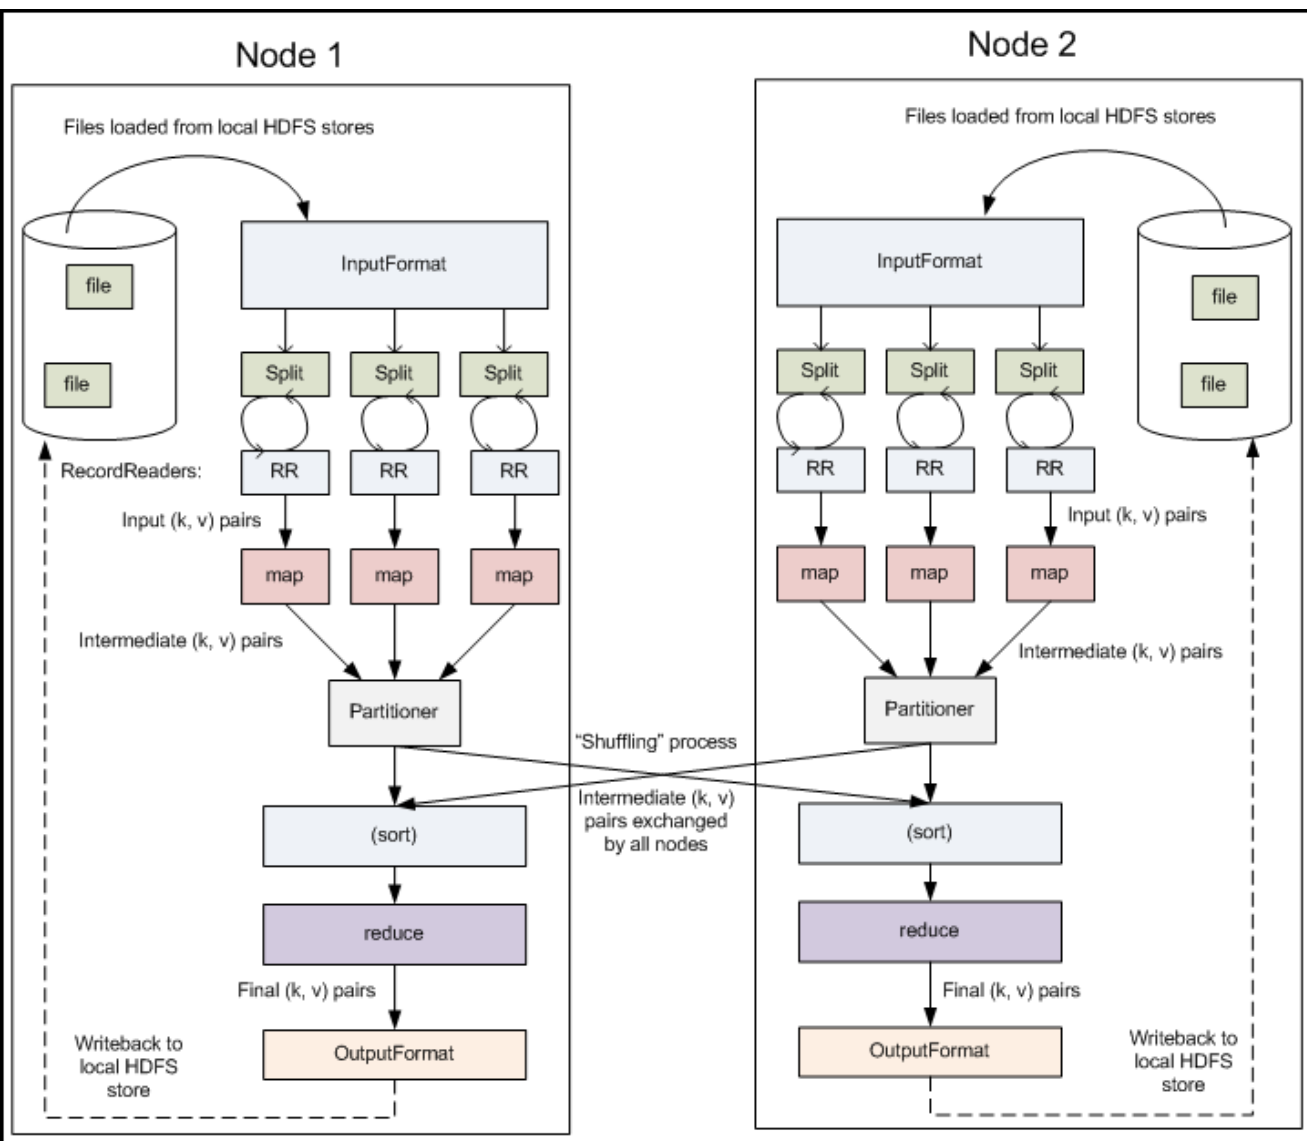 Node 1
Files loaded from local HDFS stores
InputFormat
file
file
Split Split Split
RecordReaders: RR RR RR
Input (k, v) pairs
map map map
Intermediate (k, v) pairs
Partitioner
(sort)
reduce
Final (k, v) pairs
OutputFormat
Writeback to
local HDFS
store
“Shuffling” process
Intermediate (k, v)
pairs exchanged
by all nodes
Node 2
Files loaded from local HDFS stores
InputFormat
file
file
Split Split Split
RR RR RR
Input (k, v) pairs
map map map
Intermediate (k, v) pairs
Partitioner
(sort)
reduce
Final (k, v) pairs
OutputFormat
Writeback to
local HDFS
store